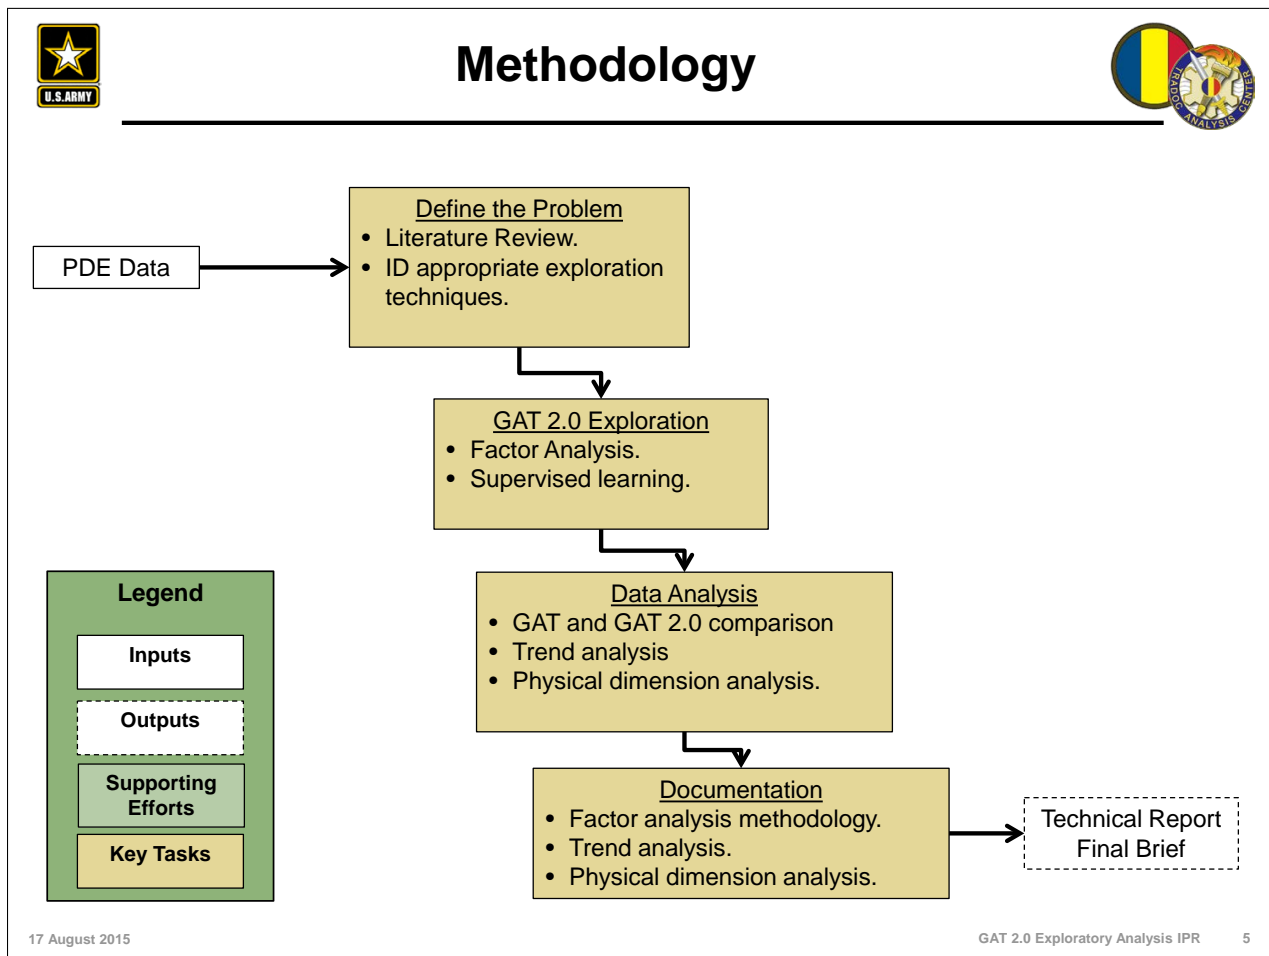 U.S.ARMY
Methodology
TRADOC ANALYSIS CENTER
PDE Data
Define the Problem
• Literature Review.
• ID appropriate exploration
techniques.
GAT 2.0 Exploration
• Factor Analysis.
• Supervised learning.
Data Analysis
• GAT and GAT 2.0 comparison
• Trend analysis
• Physical dimension analysis.
Documentation
• Factor analysis methodology.
• Trend analysis.
• Physical dimension analysis.
Technical Report
Final Brief
Legend
Inputs
Outputs
Supporting
Efforts
Key Tasks
17 August 2015
GAT 2.0 Exploratory Analysis IPR 5